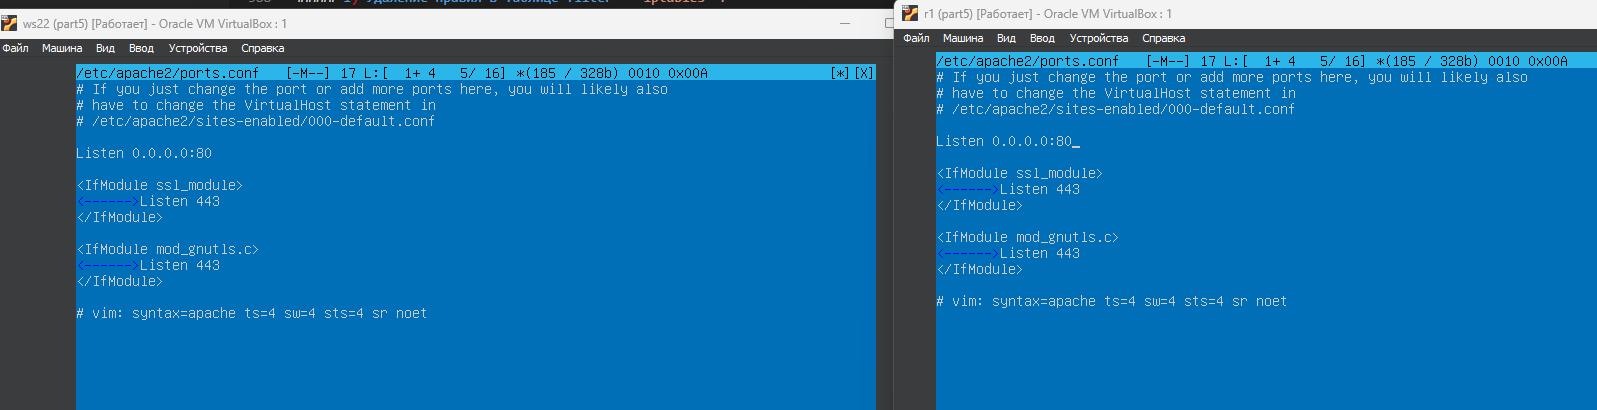 ws22 (part5) [Работает] - Oracle VM VirtualBox : 1
Файл Машина Вид Ввод Устройства Справка
/etc/apache2/ports.conf [-M--] 17 L:[ 1+ 4 5/ 16] *(185 / 328b) 0010 0x00A [*][X]
# If you just change the port or add more ports here, you will likely also
# have to change the VirtualHost statement in
# /etc/apache2/sites-enabled/000-default.conf
Listen 0.0.0.0:80
<IfModule ssl_module>
<------>Listen 443
</IfModule>
<IfModule mod_gnutls.c>
<------>Listen 443
</IfModule>
# vim: syntax=apache ts=4 sw=4 sts=4 sr noet
r1 (part5) [Работает] - Oracle VM VirtualBox : 1
Файл Машина Вид Ввод Устройства Справка
/etc/apache2/ports.conf [-M--] 17 L:[ 1+ 4 5/ 16] *(185 / 328b) 0010 0x00A
# If you just change the port or add more ports here, you will likely also
# have to change the VirtualHost statement in
# /etc/apache2/sites-enabled/000-default.conf
Listen 0.0.0.0:80_
<IfModule ssl_module>
<------>Listen 443
</IfModule>
<IfModule mod_gnutls.c>
<------>Listen 443
</IfModule>
# vim: syntax=apache ts=4 sw=4 sts=4 sr noet